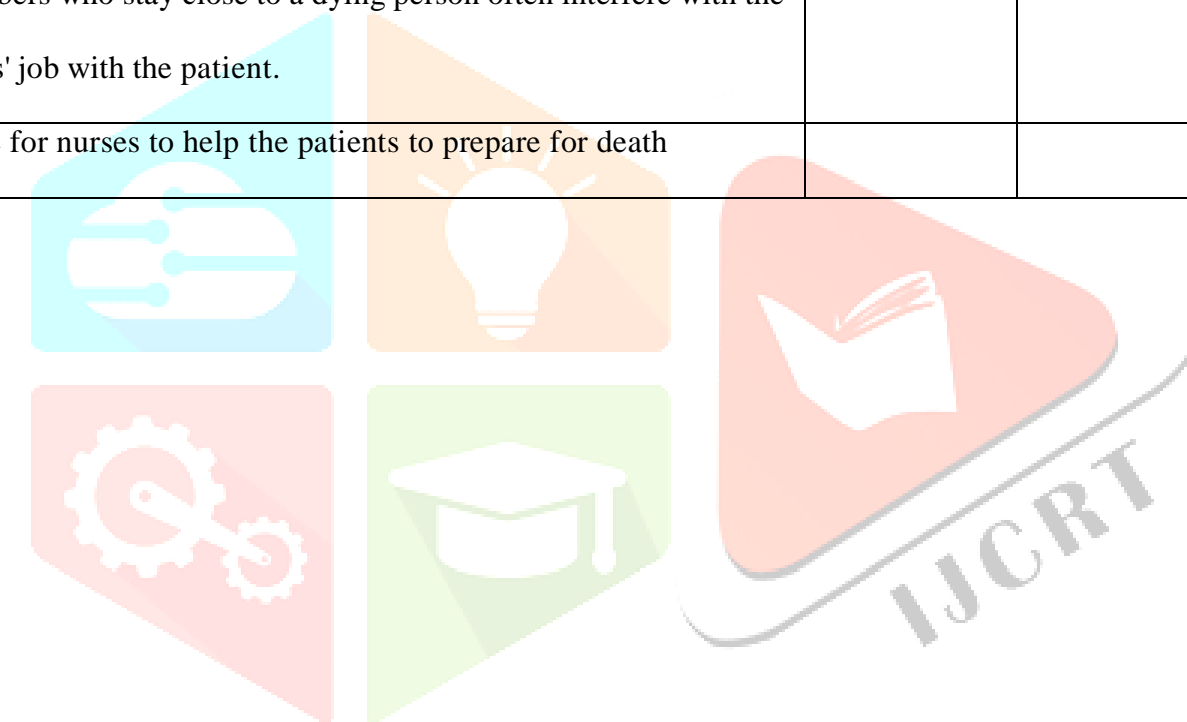 bers who stay close to a dying person often interfere with the
s' job with the patient.
for nurses to help the patients to prepare for death
IJCRT